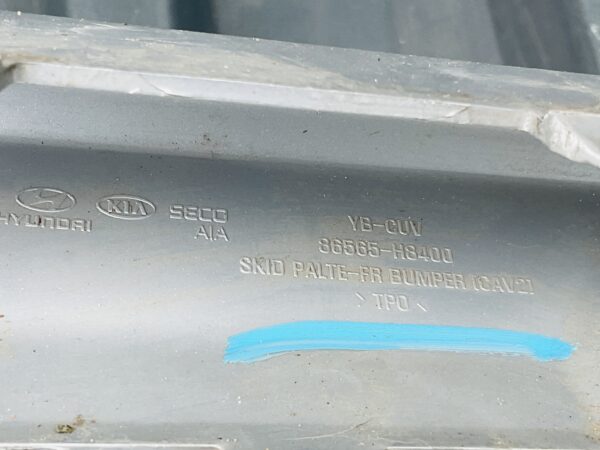 HYUNDAI KIA SECO
AIA
YB-CUV
86565-H8400
SKID PALTE-FR BUMPER [CAV2]
> TPO <